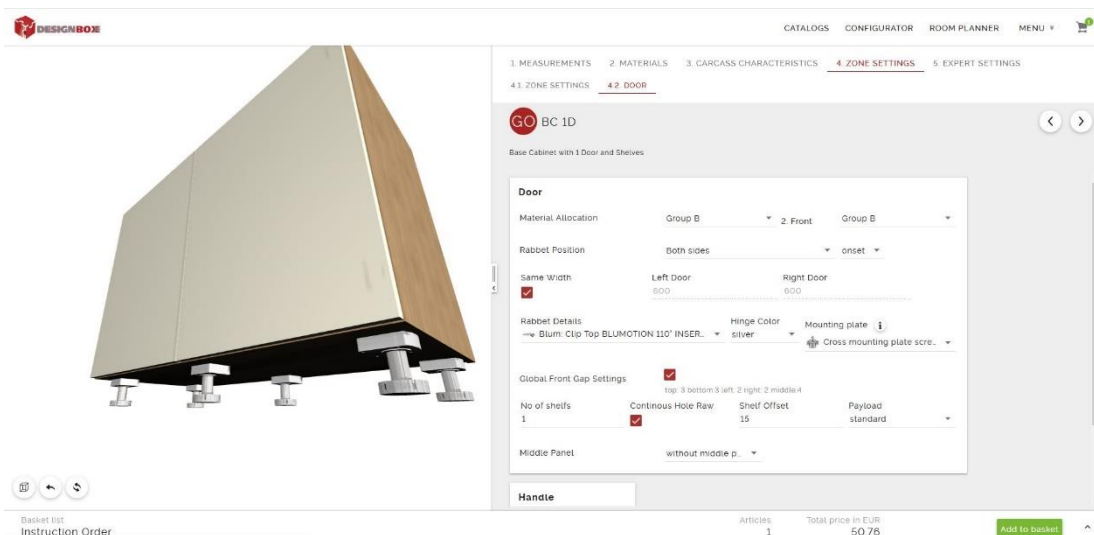 DESIGNBOX
CATALOGS CONFIGURATOR ROOM PLANNER MENU
1
1. MEASUREMENTS 2. MATERIALS 3. CARCASS CHARACTERISTICS 4. ZONE SETTINGS 5. EXPERT SETTINGS
4.1. ZONE SETTINGS 4.2. DOOR
GO BC 1D
Base Cabinet with 1 Door and Shelves
Door
Material Allocation Group B 2. Front Group B
Rabbet Position Both sides onset
Same Width Left Door Right Door
600 600
Rabbet Details Hinge Color Mounting plate i
Blum: Clip Top BLUMOTION 110° INSER... silver Cross mounting plate scre...
Global Front Gap Settings
top: 3 bottom:3 left: 2 right: 2 middle:4
No of shelfs Continous Hole Raw Shelf Offset Payload
1 15 standard
Middle Panel without middle p...
Handle
Basket list Articles Total price in EUR
Instruction Order 1 50.76 Add to basket